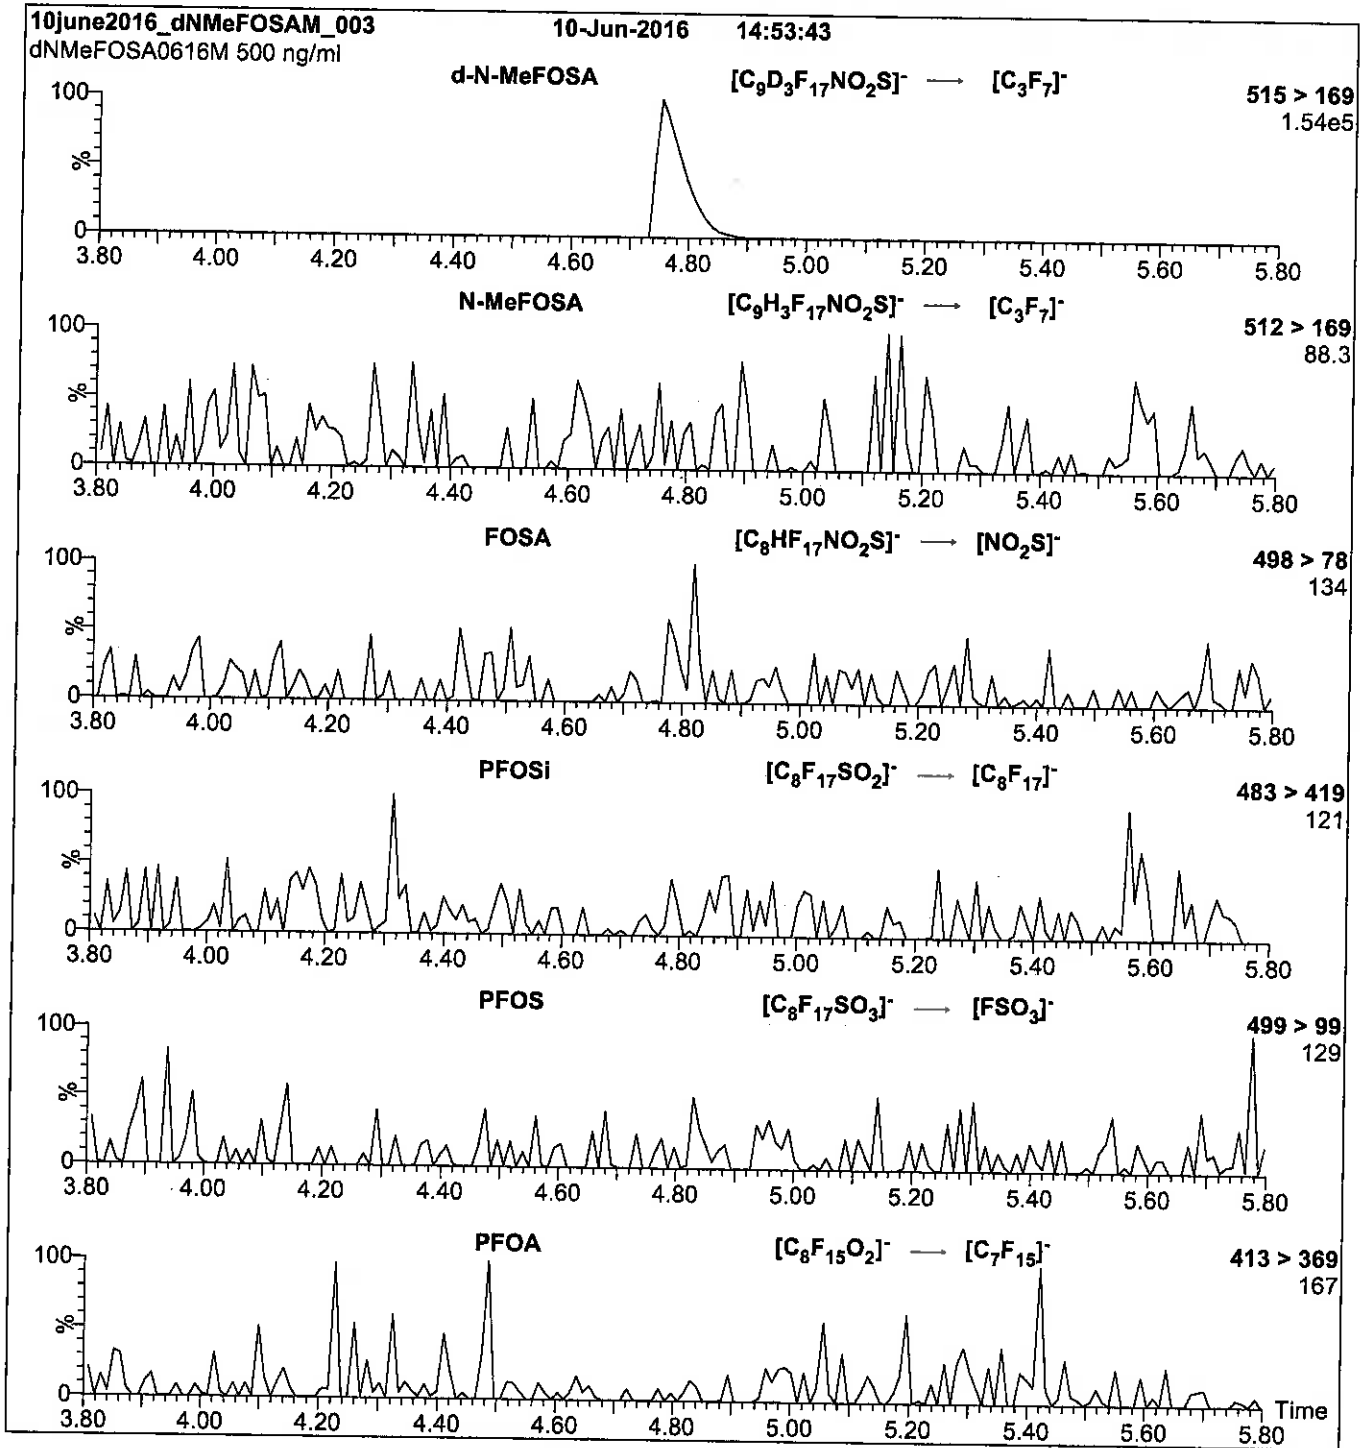 10june2016_dNMeFOSAM_003 10-Jun-2016 14:53:43
dNMeFOSA0616M 500 ng/ml
d-N-MeFOSA [C9D3F17NO2S]- → [C3F7]- 515 > 169
1.54e5
100
%
0
3.80 4.00 4.20 4.40 4.60 4.80 5.00 5.20 5.40 5.60 5.80
N-MeFOSA [C9H3F17NO2S]- → [C3F7]- 512 > 169
88.3
100
%
0
3.80 4.00 4.20 4.40 4.60 4.80 5.00 5.20 5.40 5.60 5.80
FOSA [C8HF17NO2S]- → [NO2S]- 498 > 78
134
100
%
0
3.80 4.00 4.20 4.40 4.60 4.80 5.00 5.20 5.40 5.60 5.80
PFOSi [C8F17SO2]- → [C8F17]- 483 > 419
121
100
%
0
3.80 4.00 4.20 4.40 4.60 4.80 5.00 5.20 5.40 5.60 5.80
PFOS [C8F17SO3]- → [FSO3]- 499 > 99
129
100
%
0
3.80 4.00 4.20 4.40 4.60 4.80 5.00 5.20 5.40 5.60 5.80
PFOA [C8F15O2]- → [C7F15]- 413 > 369
167
100
%
0
3.80 4.00 4.20 4.40 4.60 4.80 5.00 5.20 5.40 5.60 5.80 Time